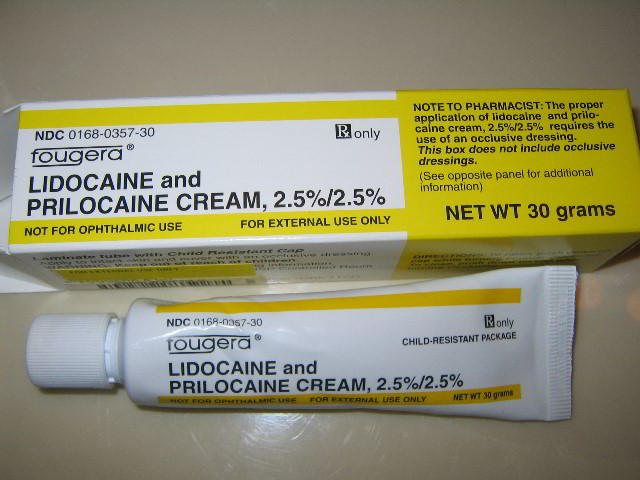 NDC 0168-0357-30
Rx only
fougera®
LIDOCAINE and
PRILOCAINE CREAM, 2.5%/2.5%
NOT FOR OPHTHALMIC USE FOR EXTERNAL USE ONLY
NOTE TO PHARMACIST: The proper
application of lidocaine and prilo-
caine cream, 2.5%/2.5% requires the
use of an occlusive dressing.
This box does not include occlusive
dressings.
(See opposite panel for additional
information)
NET WT 30 grams
Laminate tube with Child Resistant Cap
NDC 0168-0357-30
Rx only
fougera®
CHILD-RESISTANT PACKAGE
LIDOCAINE and
PRILOCAINE CREAM, 2.5%/2.5%
NOT FOR OPHTHALMIC USE FOR EXTERNAL USE ONLY NET WT 30 grams